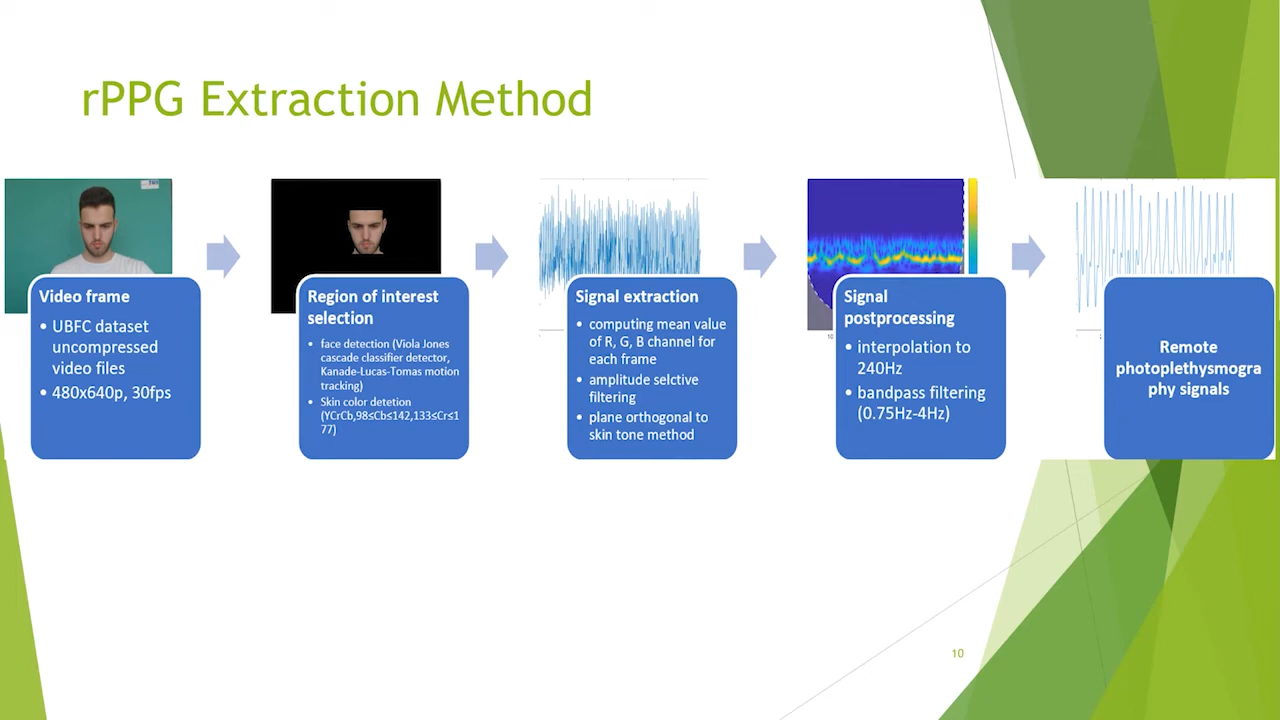 rPPG Extraction Method
Video frame
• UBFC dataset
uncompressed
video files
• 480x640p, 30fps
Region of interest
selection
• face detection (Viola Jones
cascade classifier detector,
Kanade-Lucas-Tomas motion
tracking)
• Skin color detetion
(YCrCb,98≤Cb≤142,133≤Cr≤1
77)
Signal extraction
• computing mean value
of R, G, B channel for
each frame
• amplitude selctive
filtering
• plane orthogonal to
skin tone method
Signal
postprocessing
• interpolation to
240Hz
• bandpass filtering
(0.75Hz-4Hz)
Remote
photoplethysmogra
phy signals
10